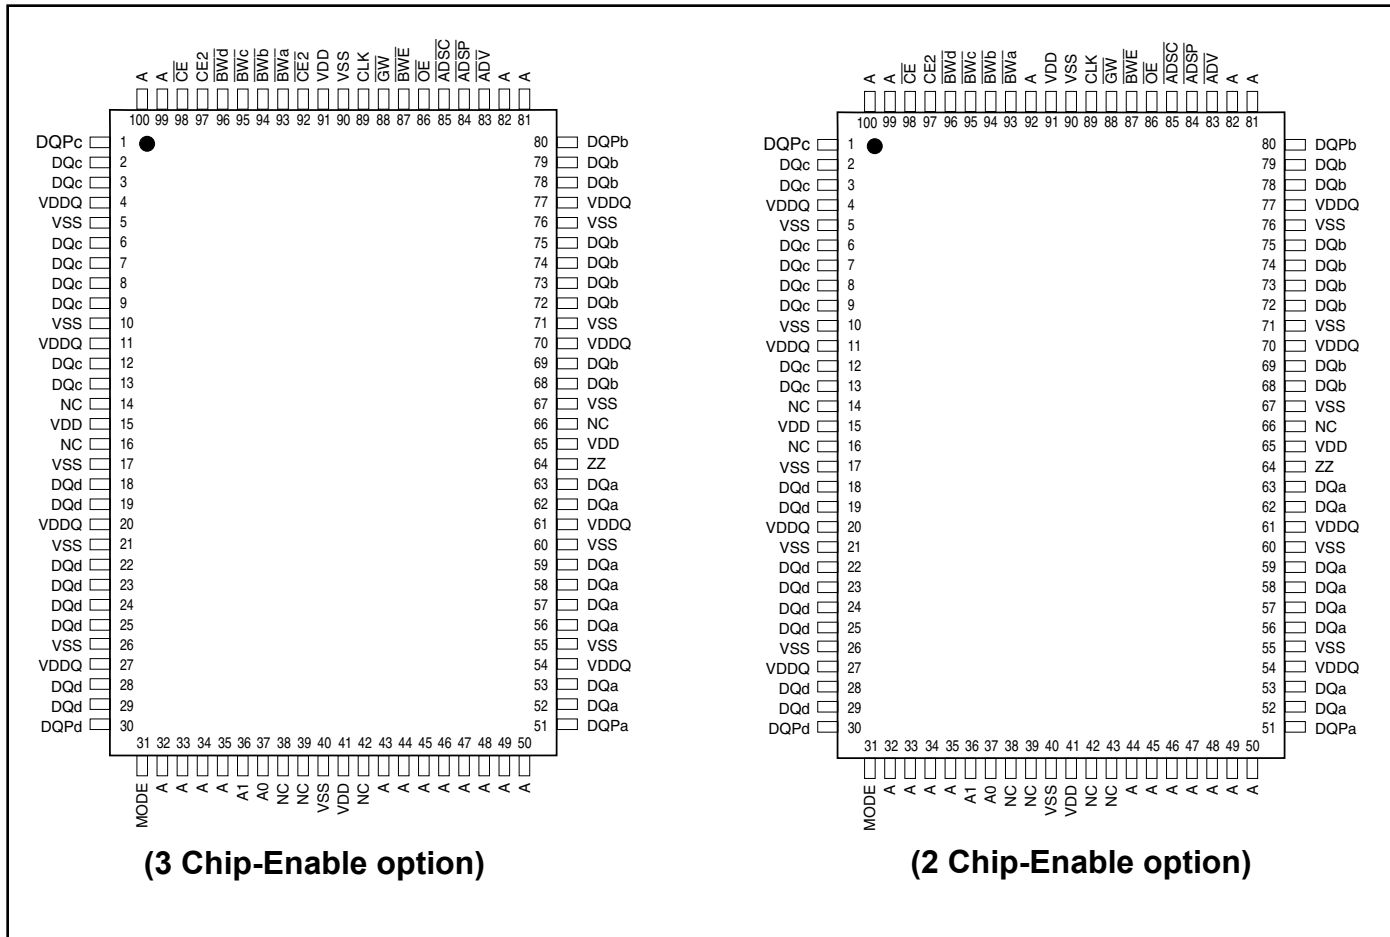 A A CE CE2 BWd BWc BWb BWa CE2 VDD VSS CLK GW BWE OE ADSC ADSP ADV A A
100 99 98 97 96 95 94 93 92 91 90 89 88 87 86 85 84 83 82 81
DQPc 1 80 DQPb
DQc 2 79 DQb
DQc 3 78 DQb
VDDQ 4 77 VDDQ
VSS 5 76 VSS
DQc 6 75 DQb
DQc 7 74 DQb
DQc 8 73 DQb
DQc 9 72 DQb
VSS 10 71 VSS
VDDQ 11 70 VDDQ
DQc 12 69 DQb
DQc 13 68 DQb
NC 14 67 VSS
VDD 15 66 NC
NC 16 65 VDD
VSS 17 64 ZZ
DQd 18 63 DQa
DQd 19 62 DQa
VDDQ 20 61 VDDQ
VSS 21 60 VSS
DQd 22 59 DQa
DQd 23 58 DQa
DQd 24 57 DQa
DQd 25 56 DQa
VSS 26 55 VSS
VDDQ 27 54 VDDQ
DQd 28 53 DQa
DQd 29 52 DQa
DQPd 30 51 DQPa
31 32 33 34 35 36 37 38 39 40 41 42 43 44 45 46 47 48 49 50
MODE A A A A A1 A0 NC NC VSS VDD NC A A A A A A A A
(3 Chip-Enable option)
A A CE CE2 BWd BWc BWb BWa A VDD VSS CLK GW BWE OE ADSC ADSP ADV A A
100 99 98 97 96 95 94 93 92 91 90 89 88 87 86 85 84 83 82 81
DQPc 1 80 DQPb
DQc 2 79 DQb
DQc 3 78 DQb
VDDQ 4 77 VDDQ
VSS 5 76 VSS
DQc 6 75 DQb
DQc 7 74 DQb
DQc 8 73 DQb
DQc 9 72 DQb
VSS 10 71 VSS
VDDQ 11 70 VDDQ
DQc 12 69 DQb
DQc 13 68 DQb
NC 14 67 VSS
VDD 15 66 NC
NC 16 65 VDD
VSS 17 64 ZZ
DQd 18 63 DQa
DQd 19 62 DQa
VDDQ 20 61 VDDQ
VSS 21 60 VSS
DQd 22 59 DQa
DQd 23 58 DQa
DQd 24 57 DQa
DQd 25 56 DQa
VSS 26 55 VSS
VDDQ 27 54 VDDQ
DQd 28 53 DQa
DQd 29 52 DQa
DQPd 30 51 DQPa
31 32 33 34 35 36 37 38 39 40 41 42 43 44 45 46 47 48 49 50
MODE A A A A A1 A0 NC NC VSS VDD NC NC A A A A A A A
(2 Chip-Enable option)